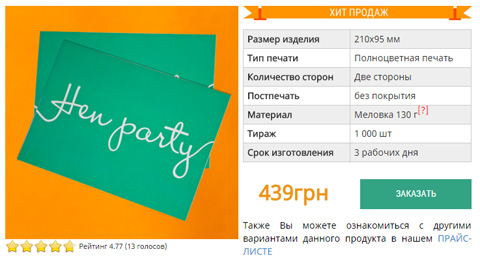 ХИТ ПРОДАЖ
Hen party
Размер изделия 210x95 мм
Тип печати Полноцветная печать
Количество сторон Две стороны
Постпечать без покрытия
Материал Меловка 130 г[?]
Тираж 1 000 шт
Срок изготовления 3 рабочих дня
439грн ЗАКАЗАТЬ
Также Вы можете ознакомиться с другими
вариантами данного продукта в нашем ПРАЙС-
ЛИСТЕ
Рейтинг 4.77 (13 голосов)